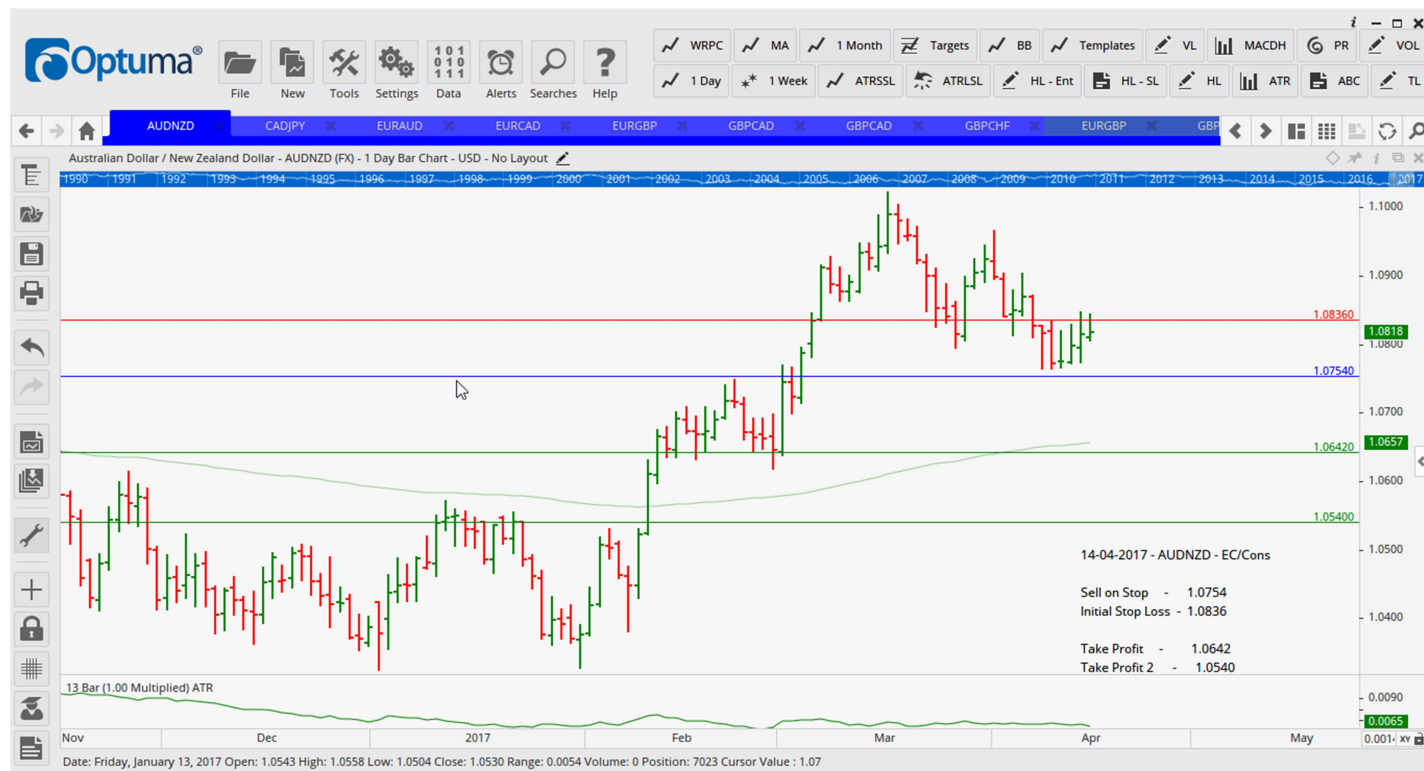 Optuma®
File New Tools Settings Data Alerts Searches Help
WRPC MA 1 Month Targets BB Templates VL MACDH PR VOL
1 Day 1 Week ATRSSL ATRLSL HL - Ent HL - SL HL ATR ABC TL
AUDNZD CADJPY EURAUD EURCAD EURGBP GBPCAD GBPCAD GBPCHF EURGBP GBP
Australian Dollar / New Zealand Dollar - AUDNZD (FX) - 1 Day Bar Chart - USD - No Layout
1990 1991 1992 1993 1994 1995 1996 1997 1998 1999 2000 2001 2002 2003 2004 2005 2006 2007 2008 2009 2010 2011 2012 2013 2014 2015 2016 2017
1.1000
1.0900
1.08360
1.0818
1.0800
1.07540
1.0700
1.06420
1.0657
1.0600
1.05400
1.0500
14-04-2017 - AUDNZD - EC/Cons
Sell on Stop - 1.0754
Initial Stop Loss - 1.0836
1.0400
Take Profit - 1.0642
Take Profit 2 - 1.0540
13 Bar (1.00 Multiplied) ATR
0.0090
0.0065
Nov Dec 2017 Feb Mar Apr May 0.0014 XY
Date: Friday, January 13, 2017 Open: 1.0543 High: 1.0558 Low: 1.0504 Close: 1.0530 Range: 0.0054 Volume: 0 Position: 7023 Cursor Value : 1.07